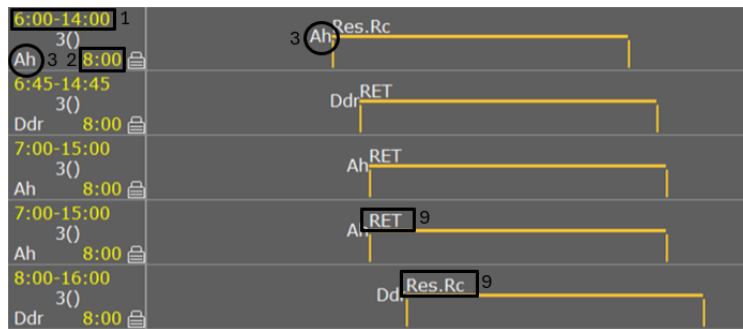 6:00-14:00 1
3()
Ah 3 2 8:00
3 Ah Res.Rc
6:45-14:45
3()
Ddr 8:00
Ddr RET
7:00-15:00
3()
Ah 8:00
Ah RET
7:00-15:00
3()
Ah 8:00
Ah RET 9
8:00-16:00
3()
Ddr 8:00
Ddr Res.Rc 9